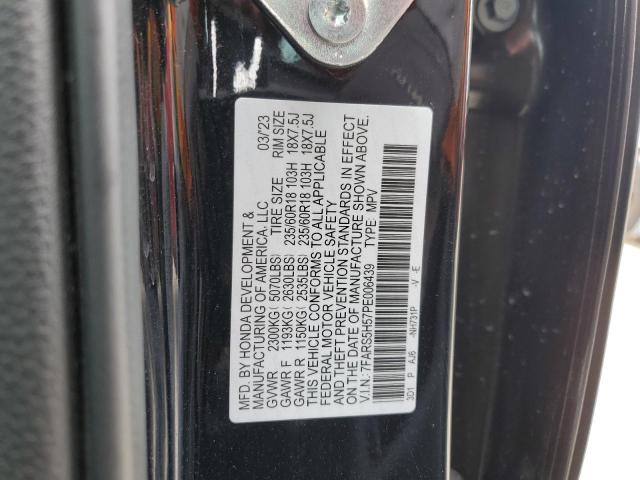 MFD. BY HONDA DEVELOPMENT &
MANUFACTURING OF AMERICA, LLC 03/'23
GVWR 2300KG( 5070LBS) TIRE SIZE RIM SIZE
GAWR F 1193KG( 2630LBS) 235/60R18 103H 18X7.5J
GAWR R 1150KG( 2535LBS) 235/60R18 103H 18X7.5J
THIS VEHICLE CONFORMS TO ALL APPLICABLE
FEDERAL MOTOR VEHICLE SAFETY
AND THEFT PREVENTION STANDARDS IN EFFECT
ON THE DATE OF MANUFACTURE SHOWN ABOVE.
V.I.N.: 7FARS5H57PE006439 TYPE: MPV
3D1 P AJ6 -NH731P -V -E